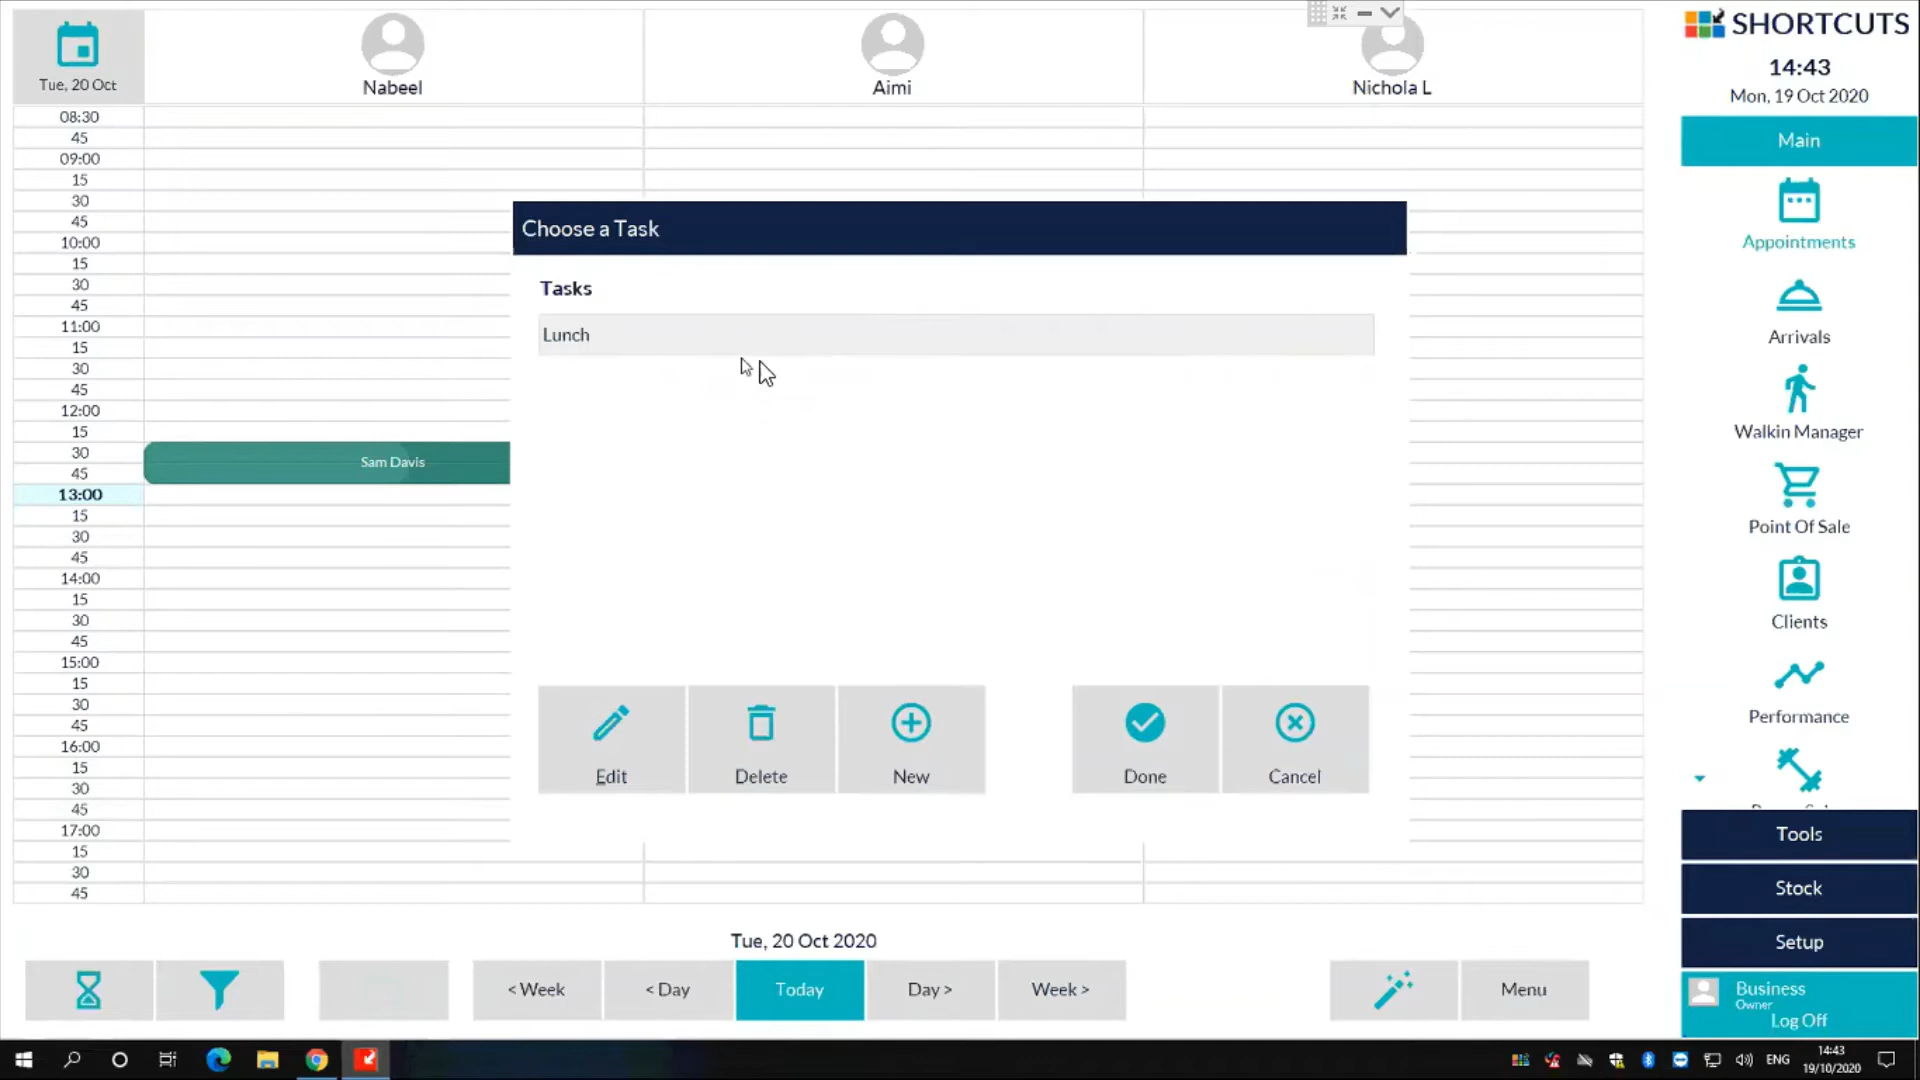 Tue, 20 Oct
Nabeel
Aimi
Nichola L
SHORTCUTS
14:43
Mon, 19 Oct 2020
08:30
45
09:00
15
30
45
10:00
15
30
45
11:00
15
30
45
12:00
15
30
45
13:00
15
30
45
14:00
15
30
45
15:00
15
30
45
16:00
15
30
45
17:00
15
30
45
Sam Davis
Choose a Task
Tasks
Lunch
Edit
Delete
New
Done
Cancel
Main
Appointments
Arrivals
Walkin Manager
Point Of Sale
Clients
Performance
Tools
Stock
Setup
Business
Owner
Log Off
Tue, 20 Oct 2020
< Week
< Day
Today
Day >
Week >
Menu
ENG
14:43
19/10/2020